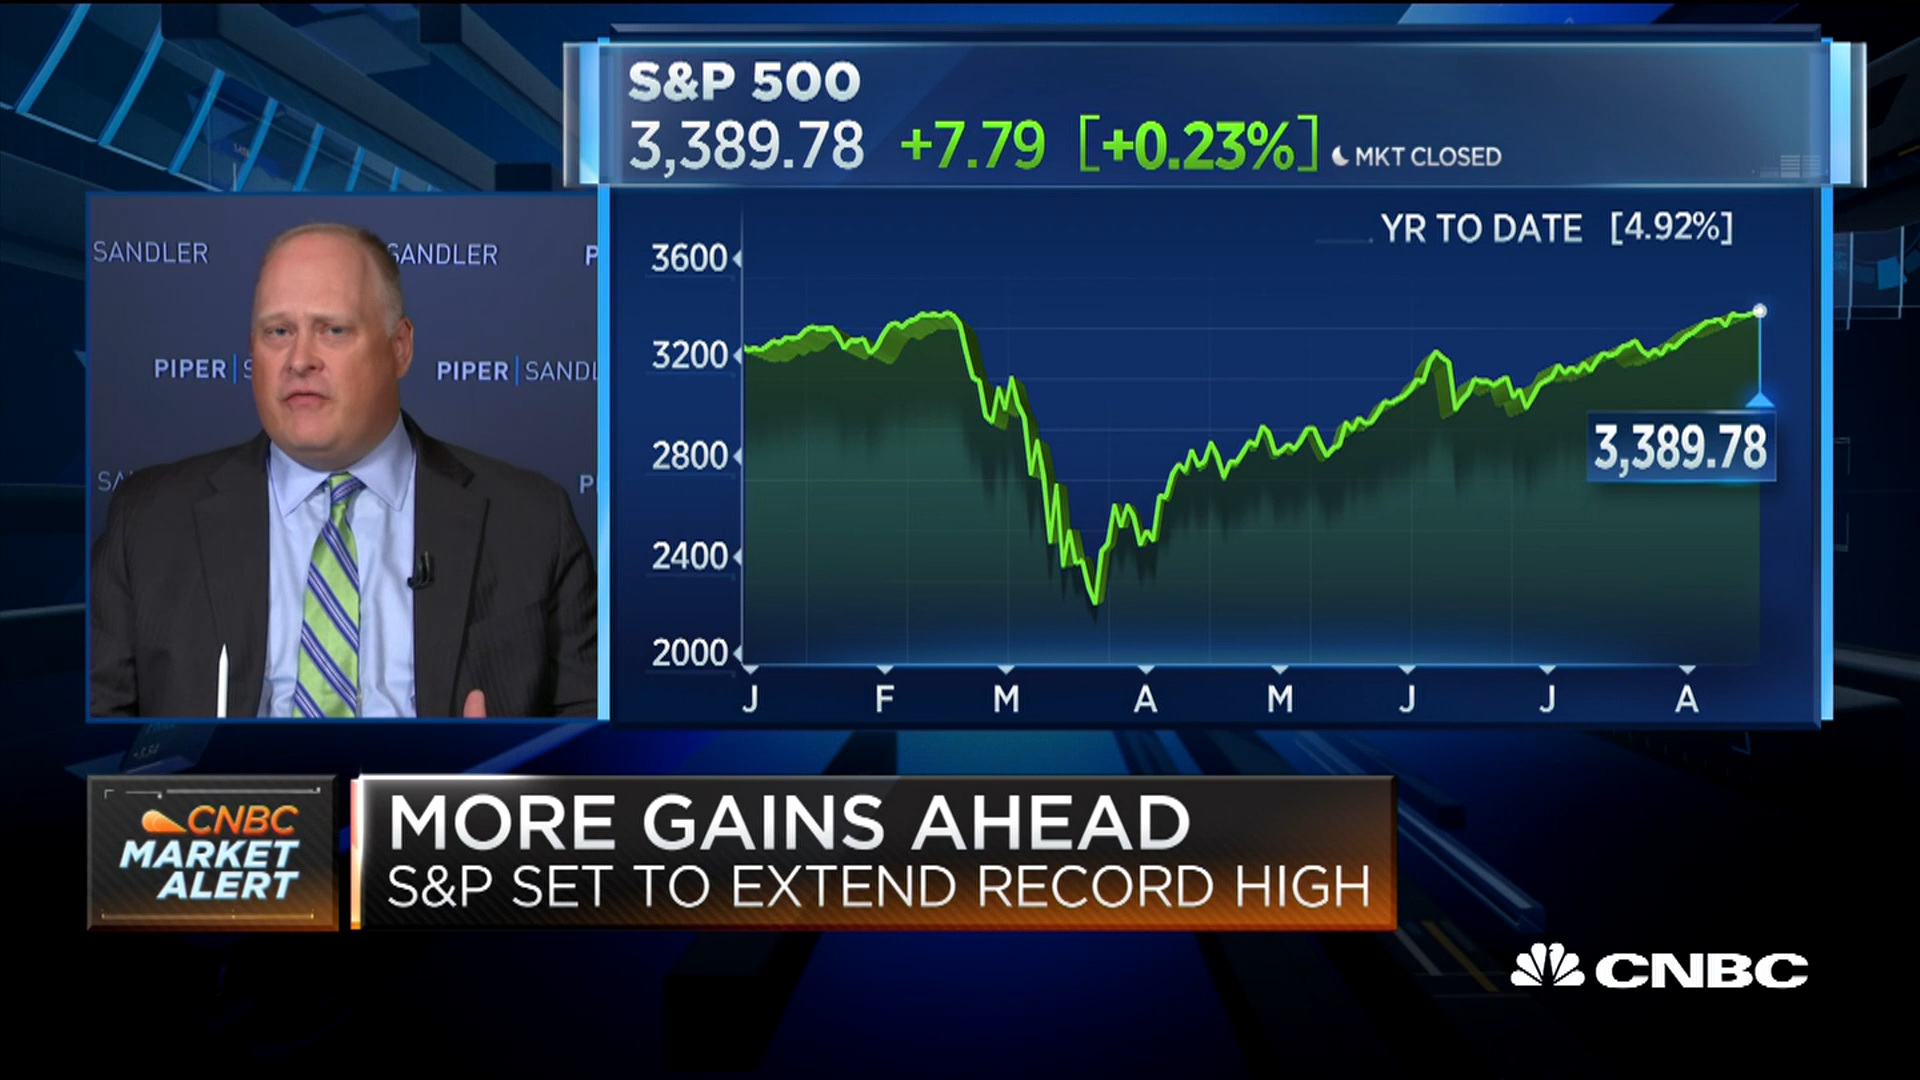 S&P 500
3,389.78 +7.79 [+0.23%] MKT CLOSED
YR TO DATE [4.92%]
3600
3200
2800
2400
2000
J F M A M J J A
3,389.78
SANDLER SANDLER P
PIPER | S PIPER | SANDL
SA P
CNBC
MARKET
ALERT
MORE GAINS AHEAD
S&P SET TO EXTEND RECORD HIGH
CNBC